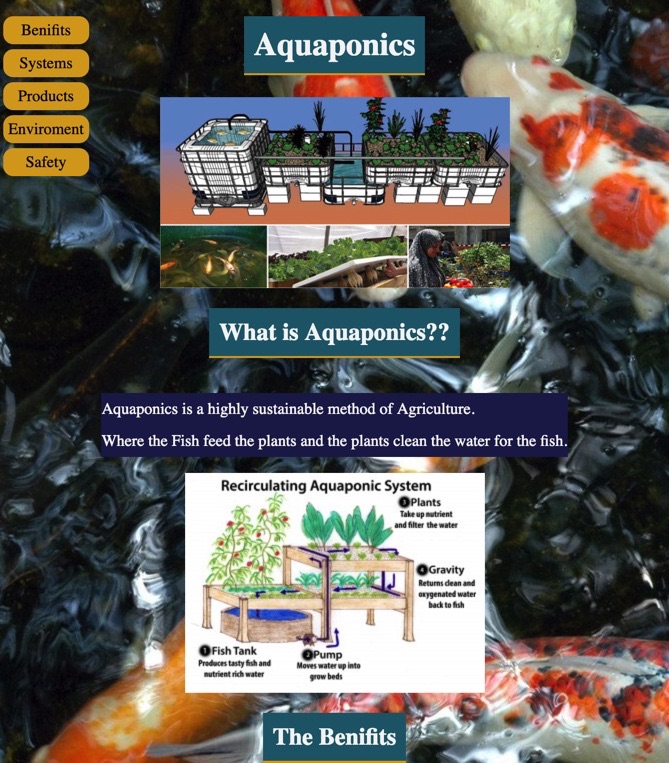 Benifits
Systems
Products
Enviroment
Safety
Aquaponics
What is Aquaponics??
Aquaponics is a highly sustainable method of Agriculture.
Where the Fish feed the plants and the plants clean the water for the fish.
Recirculating Aquaponic System
3 Plants
Take up nutrient
and filter the water
4 Gravity
Returns clean and
oxygenated water
back to fish
1 Fish Tank
Produces tasty fish and
nutrient rich water
2 Pump
Moves water up into
grow beds
The Benifits